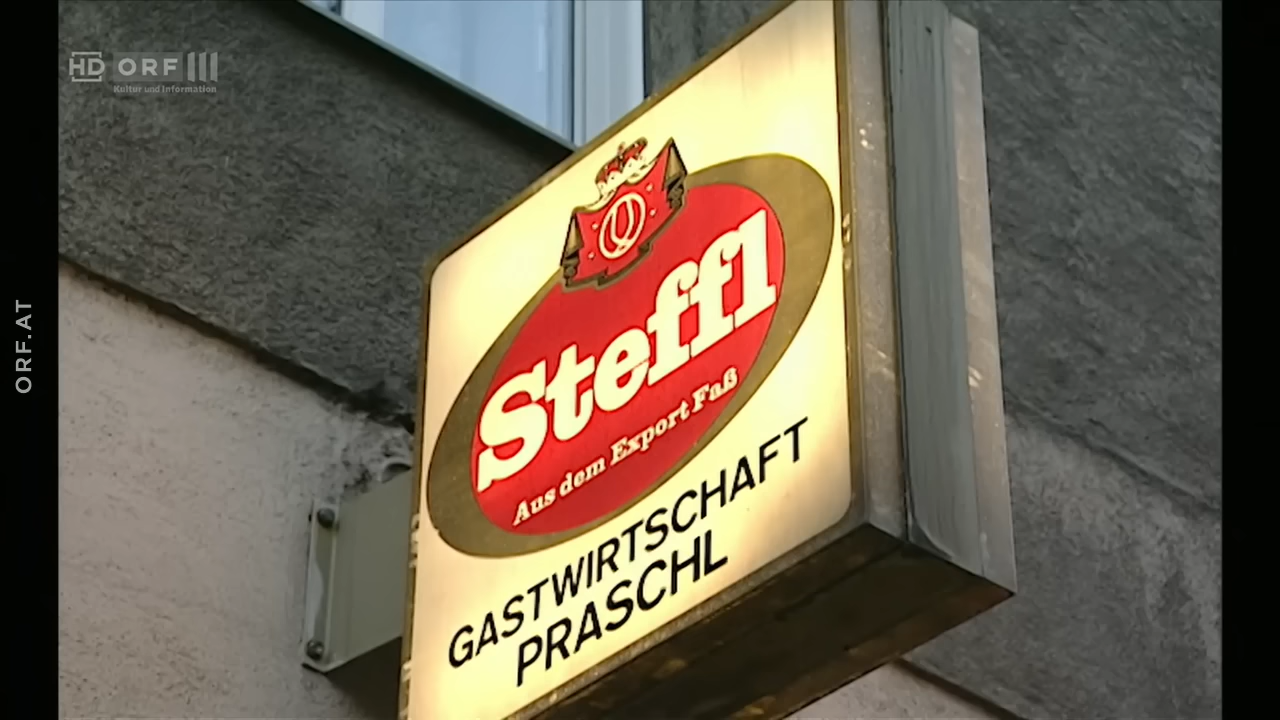 HD ORF III
Kultur und Information
ORF.AT
Steffl
Aus dem Export Faß
GASTWIRTSCHAFT
PRASCHL